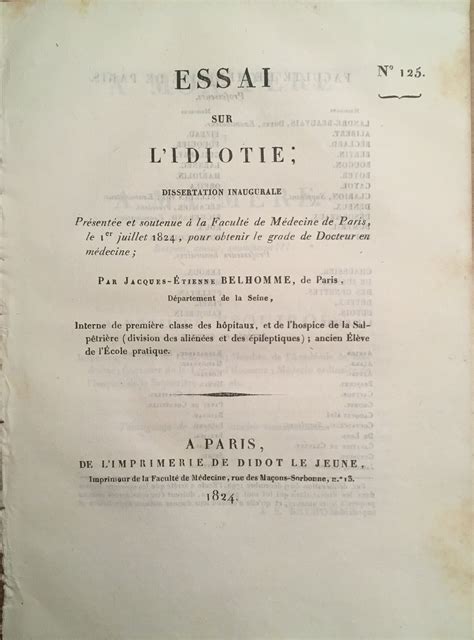 ESSAI
N° 125.
SUR
L'IDIOTIE;
DISSERTATION INAUGURALE
Présentée et soutenue à la Faculté de Médecine de Paris,
le 1er juillet 1824, pour obtenir le grade de Docteur en
médecine;
PAR JACQUES-ÉTIENNE BELHOMME, de Paris,
Département de la Seine,
Interne de première classe des hôpitaux, et de l'hospice de la Sal-
pêtrière (division des aliénées et des épileptiques); ancien Élève
de l'École pratique.
A PARIS,
DE L'IMPRIMERIE DE DIDOT LE JEUNE,
Imprimeur de la Faculté de Médecine, rue des Maçons-Sorbonne, n.° 13.
1824.